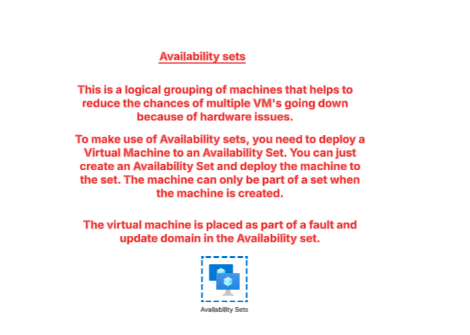 Availability sets
This is a logical grouping of machines that helps to
reduce the chances of multiple VM's going down
because of hardware issues.
To make use of Availability sets, you need to deploy a
Virtual Machine to an Availability Set. You can just
create an Availability Set and deploy the machine to
the set. The machine can only be part of a set when
the machine is created.
The virtual machine is placed as part of a fault and
update domain in the Availability set.
Availability Sets